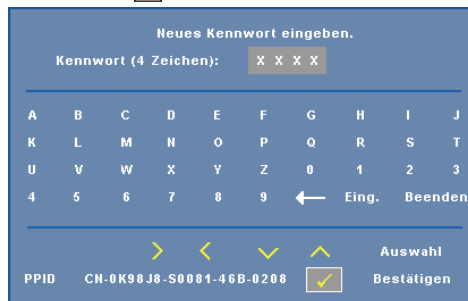 Neues Kennwort eingeben.
Kennwort (4 Zeichen): X X X X
A B C D E F G H I J
K L M N O P Q R S T
U V W X Y Z 0 1 2 3
4 5 6 7 8 9 ← Eing. Beenden
Auswahl
PPID CN-0K98J8-S0081-46B-0208 ✓ Bestätigen